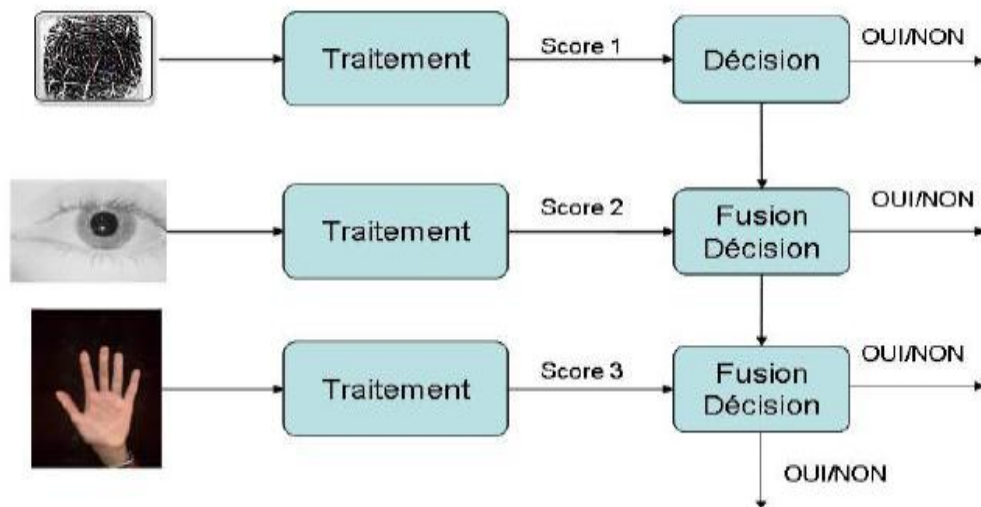 Traitement
Score 1
Décision
OUI/NON
Traitement
Score 2
Fusion
Décision
OUI/NON
Traitement
Score 3
Fusion
Décision
OUI/NON
OUI/NON